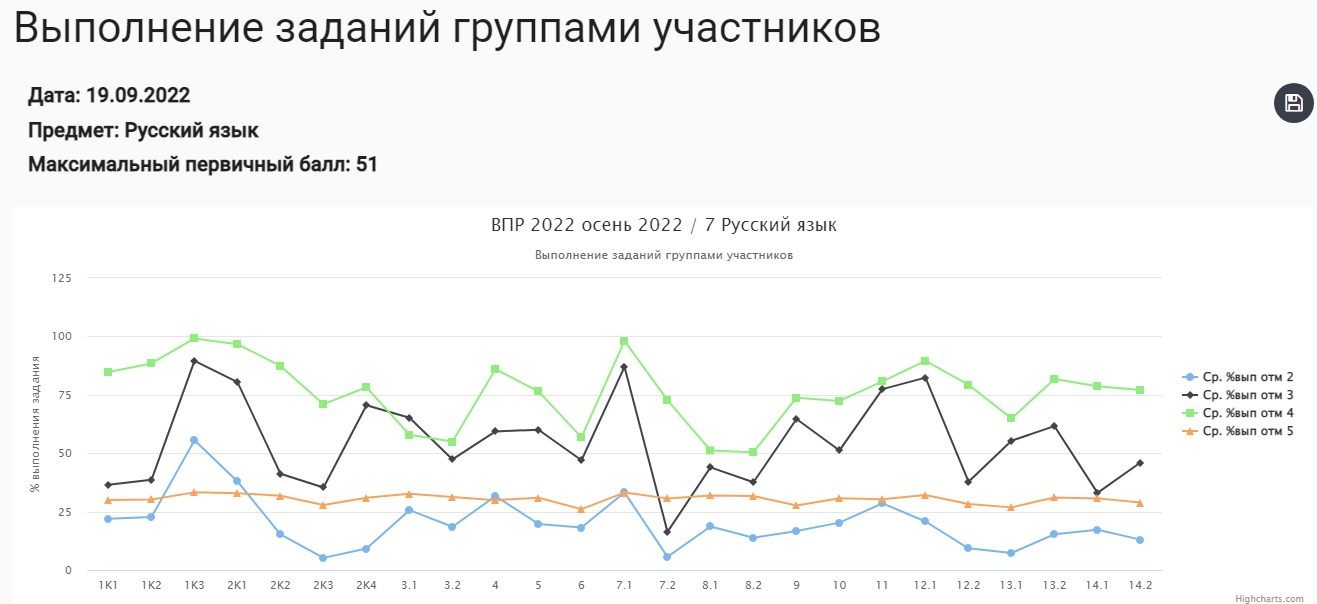 Выполнение заданий группами участников
Дата: 19.09.2022
Предмет: Русский язык
Максимальный первичный балл: 51
ВПР 2022 осень 2022 / 7 Русский язык
Выполнение заданий группами участников
% выполнения задания
125
100
75
50
25
0
1K1 1K2 1K3 2K1 2K2 2K3 2K4 3.1 3.2 4 5 6 7.1 7.2 8.1 8.2 9 10 11 12.1 12.2 13.1 13.2 14.1 14.2
Ср. %вып отм 2
Ср. %вып отм 3
Ср. %вып отм 4
Ср. %вып отм 5
Highcharts.com